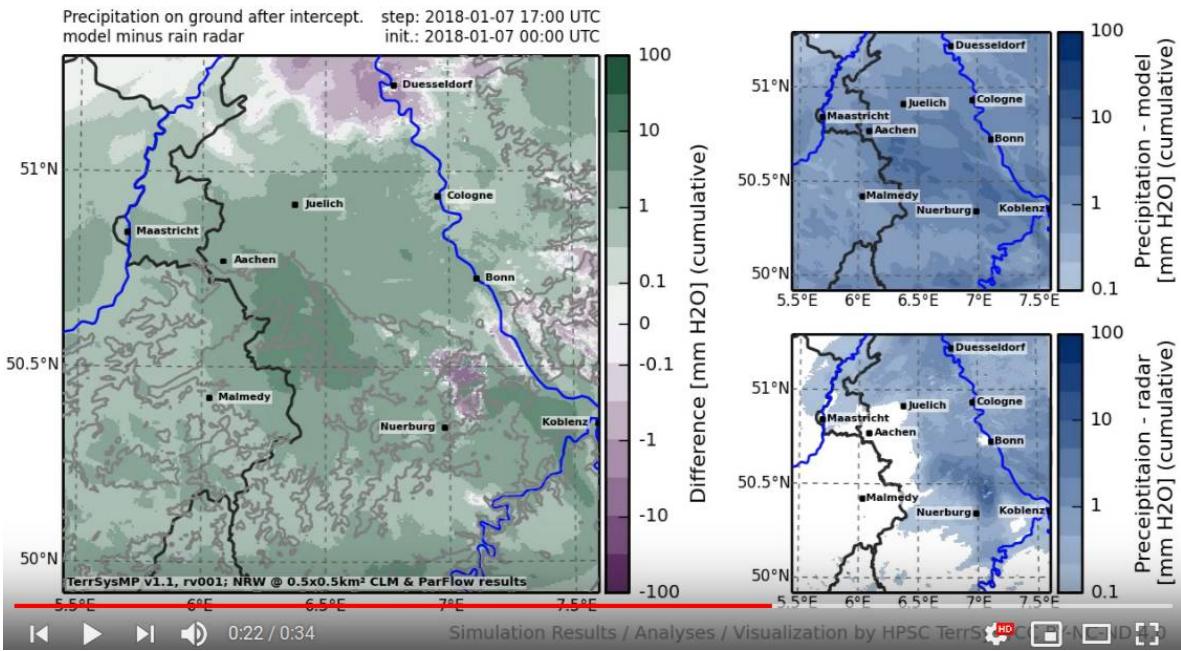 Precipitation on ground after intercept. step: 2018-01-07 17:00 UTC
model minus rain radar init.: 2018-01-07 00:00 UTC
51°N
50.5°N
50°N
5.5°E
6°E
6.5°E
7°E
7.5°E
Duesseldorf
Juelich
Cologne
Maastricht
Aachen
Bonn
Malmedy
Nuerburg
Koblenz
TerrSysMP v1.1, rv001; NRW @ 0.5x0.5km² CLM & ParFlow results
100
10
1
0.1
0
-0.1
-1
-10
-100
Difference [mm H2O] (cumulative)
51°N
50.5°N
50°N
5.5°E
6°E
6.5°E
7°E
7.5°E
Duesseldorf
Juelich
Cologne
Maastricht
Aachen
Bonn
Malmedy
Nuerburg
Koblenz
100
10
1
0.1
Precipitation - model
[mm H2O] (cumulative)
51°N
50.5°N
50°N
5.5°E
6°E
6.5°E
7°E
7.5°E
Duesseldorf
Juelich
Cologne
Maastricht
Aachen
Bonn
Malmedy
Nuerburg
Koblenz
100
10
1
0.1
Preceipitation - radar
[mm H2O] (cumulative)
0:22 / 0:34
Simulation Results / Analyses / Visualization by HPSC
HD